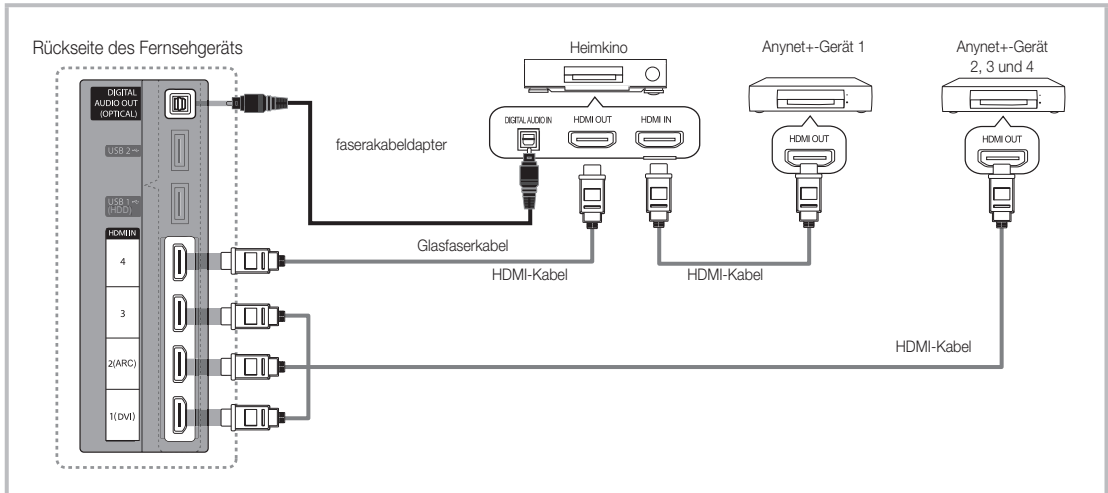 Rückseite des Fernsehgeräts
Heimkino
Anynet+-Gerät 1
Anynet+-Gerät
2, 3 und 4
DIGITAL
AUDIO OUT
(OPTICAL)
USB 2
USB 1
(HDD)
HDMI IN
4
3
2(ARC)
1(DVI)
faserakabeldapter
DIGITAL AUDIO IN
HDMI OUT
HDMI IN
HDMI OUT
HDMI OUT
Glasfaserkabel
HDMI-Kabel
HDMI-Kabel
HDMI-Kabel